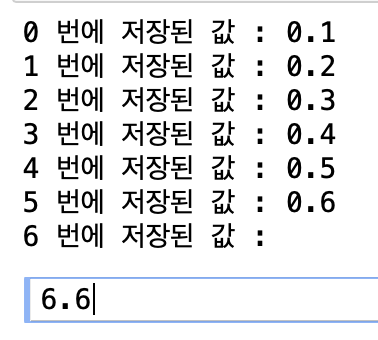 0 번에 저장된 값 : 0.1
1 번에 저장된 값 : 0.2
2 번에 저장된 값 : 0.3
3 번에 저장된 값 : 0.4
4 번에 저장된 값 : 0.5
5 번에 저장된 값 : 0.6
6 번에 저장된 값 :
6.6